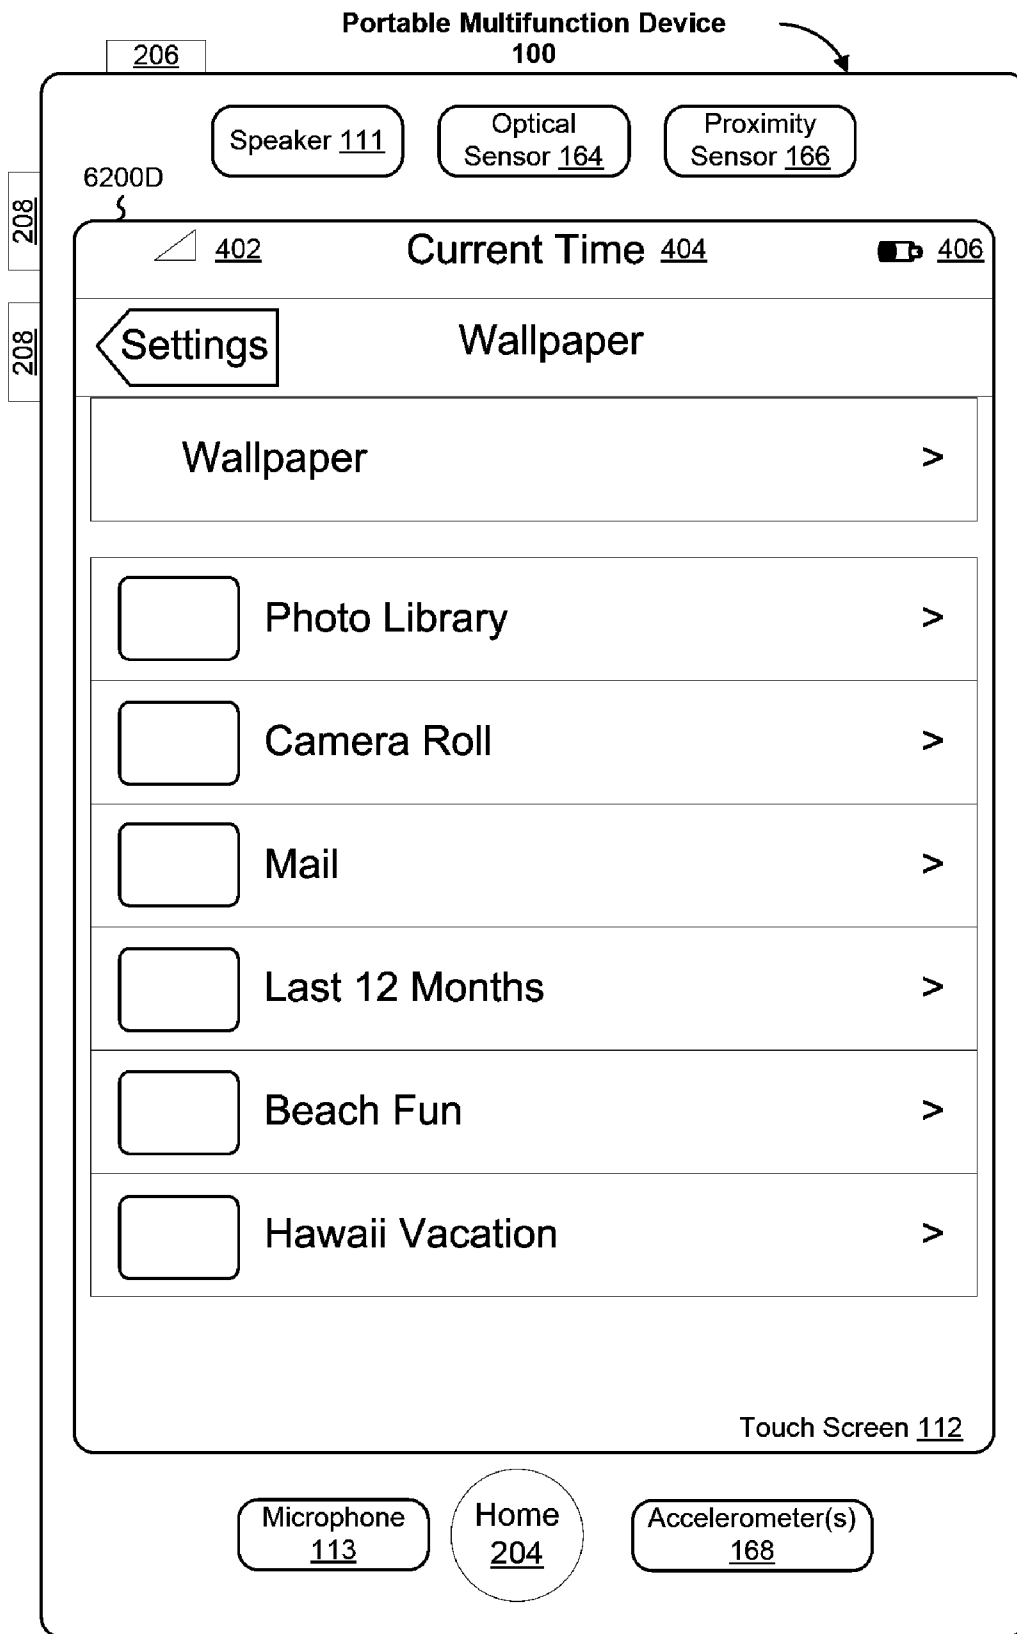 Portable Multifunction Device
100
206
Speaker 111
Optical
Sensor 164
Proximity
Sensor 166
6200D
208
208
402
Current Time 404
406
Settings
Wallpaper
Wallpaper >
Photo Library >
Camera Roll >
Mail >
Last 12 Months >
Beach Fun >
Hawaii Vacation >
Touch Screen 112
Microphone
113
Home
204
Accelerometer(s)
168